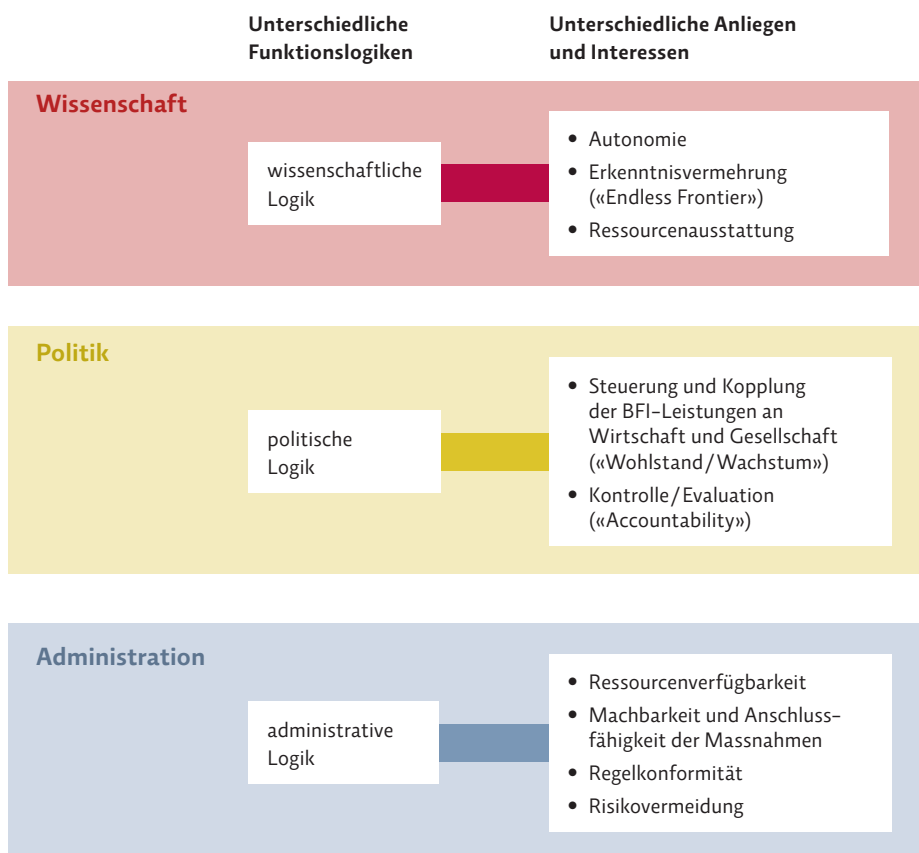 Unterschiedliche
Funktionslogiken
Unterschiedliche Anliegen
und Interessen
Wissenschaft
wissenschaftliche
Logik
• Autonomie
• Erkenntnisvermehrung
(«Endless Frontier»)
• Ressourcenausstattung
Politik
politische
Logik
• Steuerung und Kopplung
der BFI-Leistungen an
Wirtschaft und Gesellschaft
(«Wohlstand/Wachstum»)
• Kontrolle/Evaluation
(«Accountability»)
Administration
administrative
Logik
• Ressourcenverfügbarkeit
• Machbarkeit und Anschluss-
fähigkeit der Massnahmen
• Regelkonformität
• Risikovermeidung